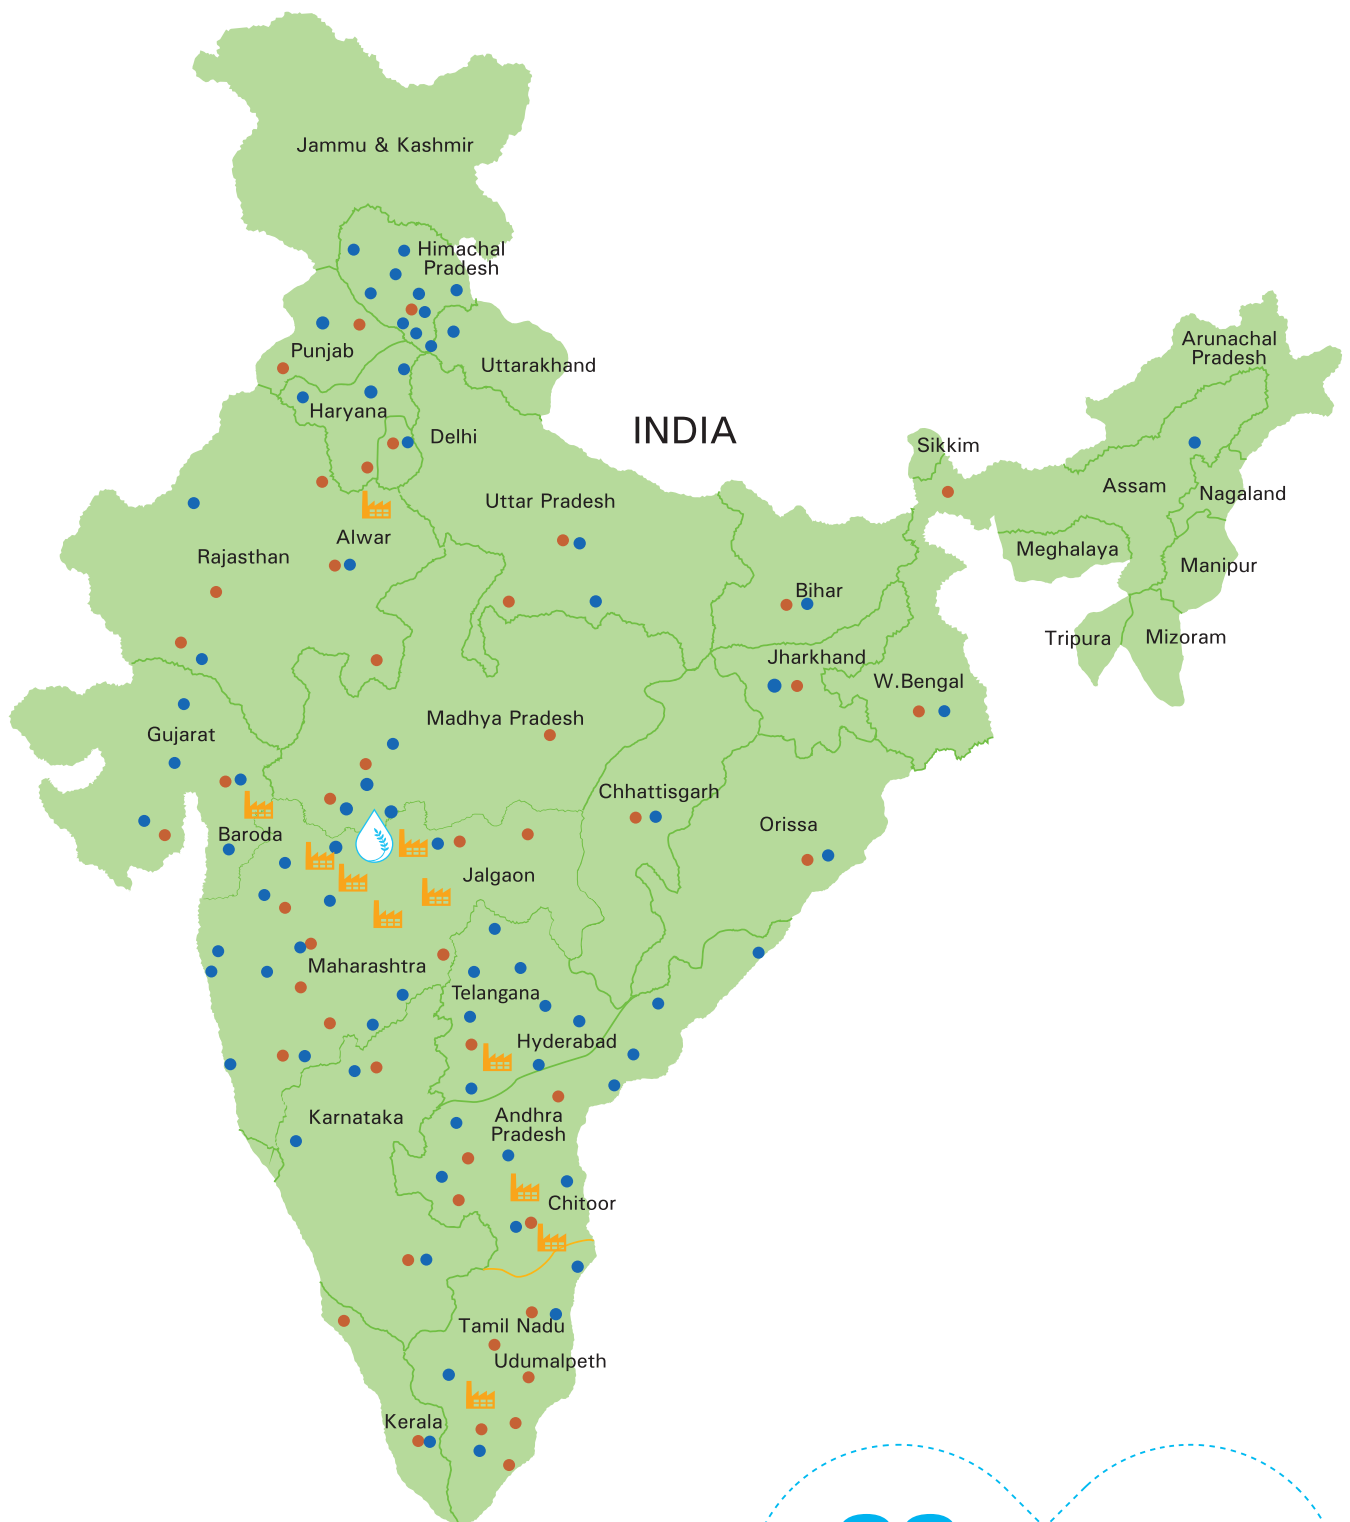 Jammu & Kashmir
Himachal
Pradesh
Punjab
Uttarakhand
Haryana
Delhi
INDIA
Arunachal
Pradesh
Sikkim
Assam
Nagaland
Uttar Pradesh
Alwar
Rajasthan
Meghalaya
Manipur
Bihar
Tripura
Mizoram
Jharkhand
W.Bengal
Madhya Pradesh
Gujarat
Chhattisgarh
Orissa
Baroda
Jalgaon
Maharashtra
Telangana
Hyderabad
Karnataka
Andhra
Pradesh
Chitoor
Tamil Nadu
Udumalpeth
Kerala